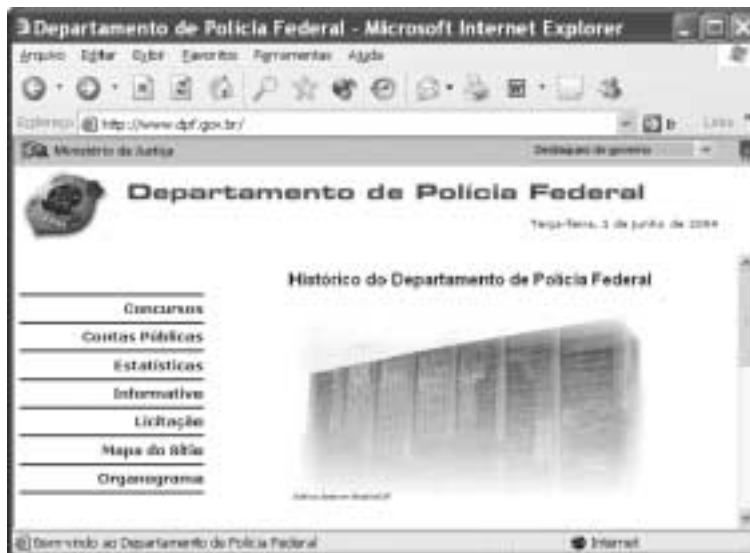 Departamento de Polícia Federal - Microsoft Internet Explorer
Arquivo Editar Exibir Favoritos Ferramentas Ajuda
Endereço http://www.dpf.gov.br/ Ir Links
Ministério da Justiça Destaques do governo
Departamento de Polícia Federal
Terça-feira, 1 de junho de 2004
Histórico do Departamento de Polícia Federal
Concursos
Contas Públicas
Estatísticas
Informativo
Licitação
Mapa do Sítio
Organograma
Bem-vindo ao Departamento de Polícia Federal Internet